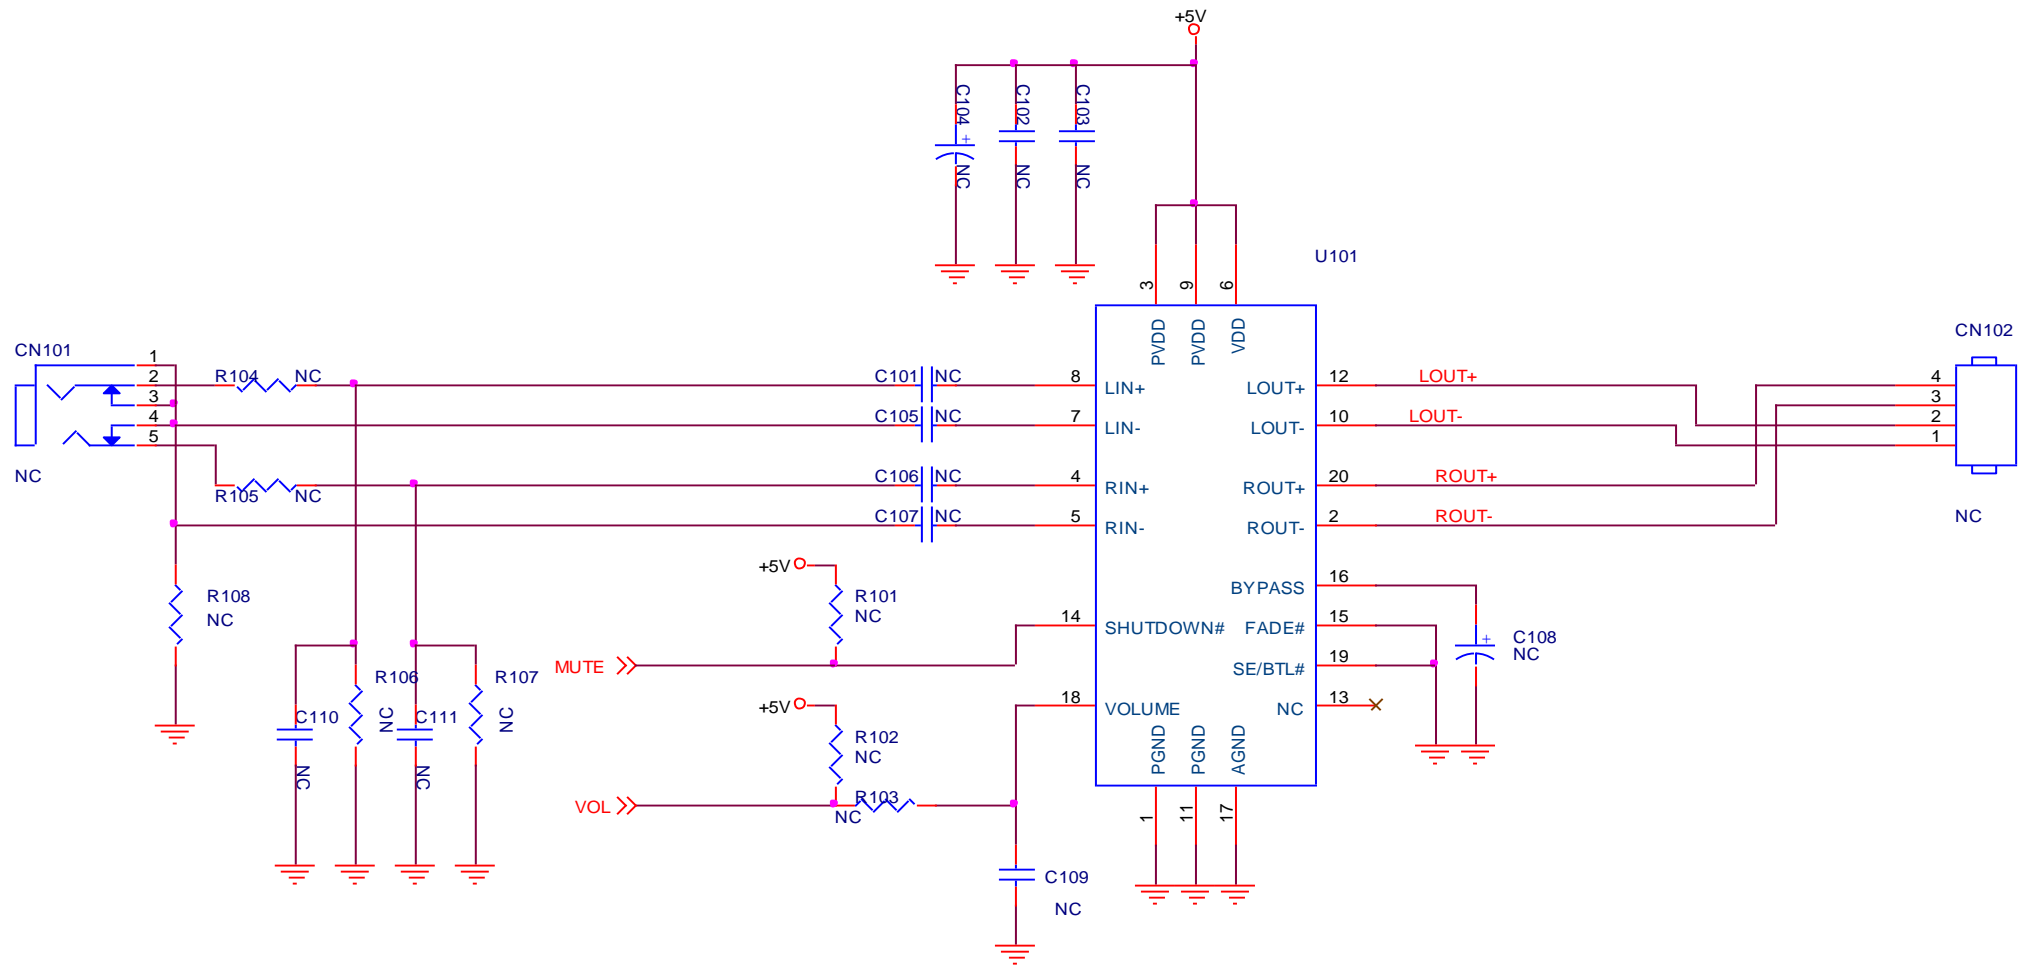 +5V
C104
C102
C103
NC
NC
NC
U101
3
9
6
PVDD
PVDD
VDD
CN101
1
2
3
4
5
NC
R104
NC
R105
NC
C101
NC
8
LIN+
C105
NC
7
LIN-
C106
NC
4
RIN+
C107
NC
5
RIN-
LOUT+
12
LOUT+
LOUT-
10
LOUT-
ROUT+
20
ROUT+
ROUT-
2
ROUT-
CN102
4
3
2
1
NC
+5V
R101
NC
14
SHUTDOWN#
MUTE
BYPASS
16
FADE#
15
SE/BTL#
19
NC
13
C108
NC
R108
NC
R106
NC
R107
NC
C110
NC
C111
NC
+5V
R102
NC
18
VOLUME
VOL
R103
NC
PGND
PGND
AGND
1
11
17
C109
NC
+
+